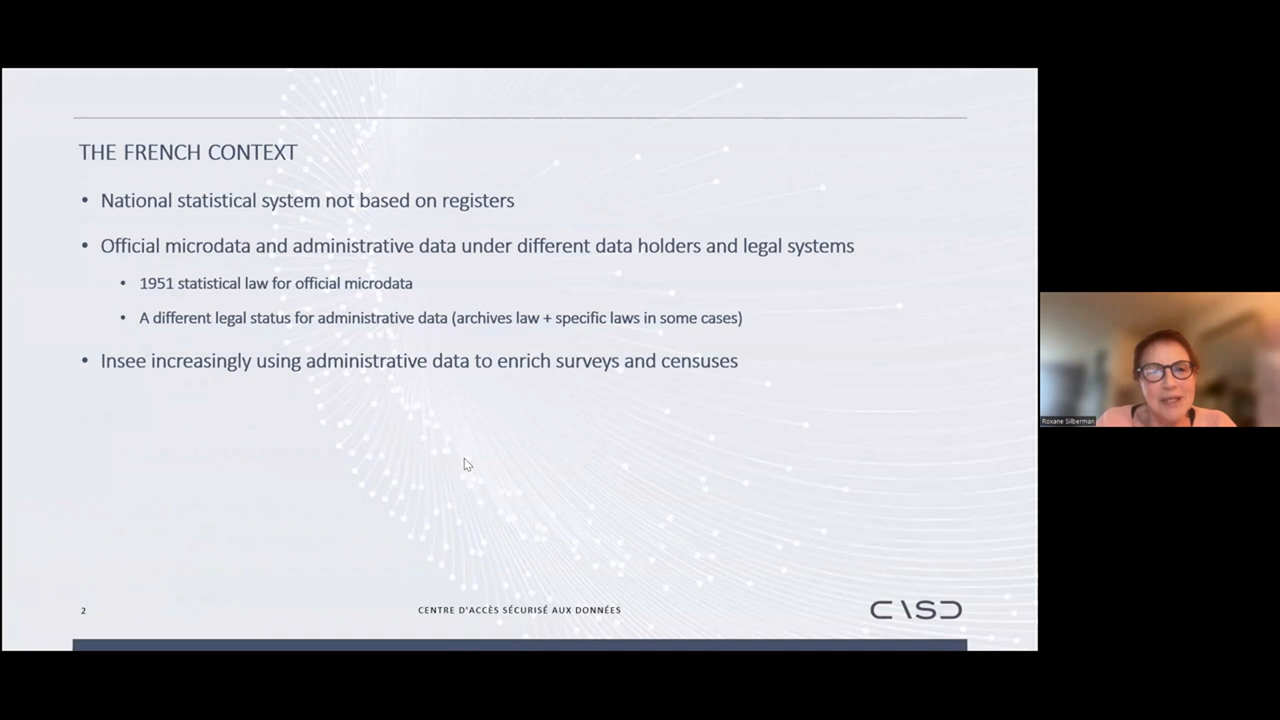 THE FRENCH CONTEXT
• National statistical system not based on registers
• Official microdata and administrative data under different data holders and legal systems
• 1951 statistical law for official microdata
• A different legal status for administrative data (archives law + specific laws in some cases)
• Insee increasingly using administrative data to enrich surveys and censuses
Roxane Silberman
2
CENTRE D'ACCÈS SÉCURISÉ AUX DONNÉES
CASD